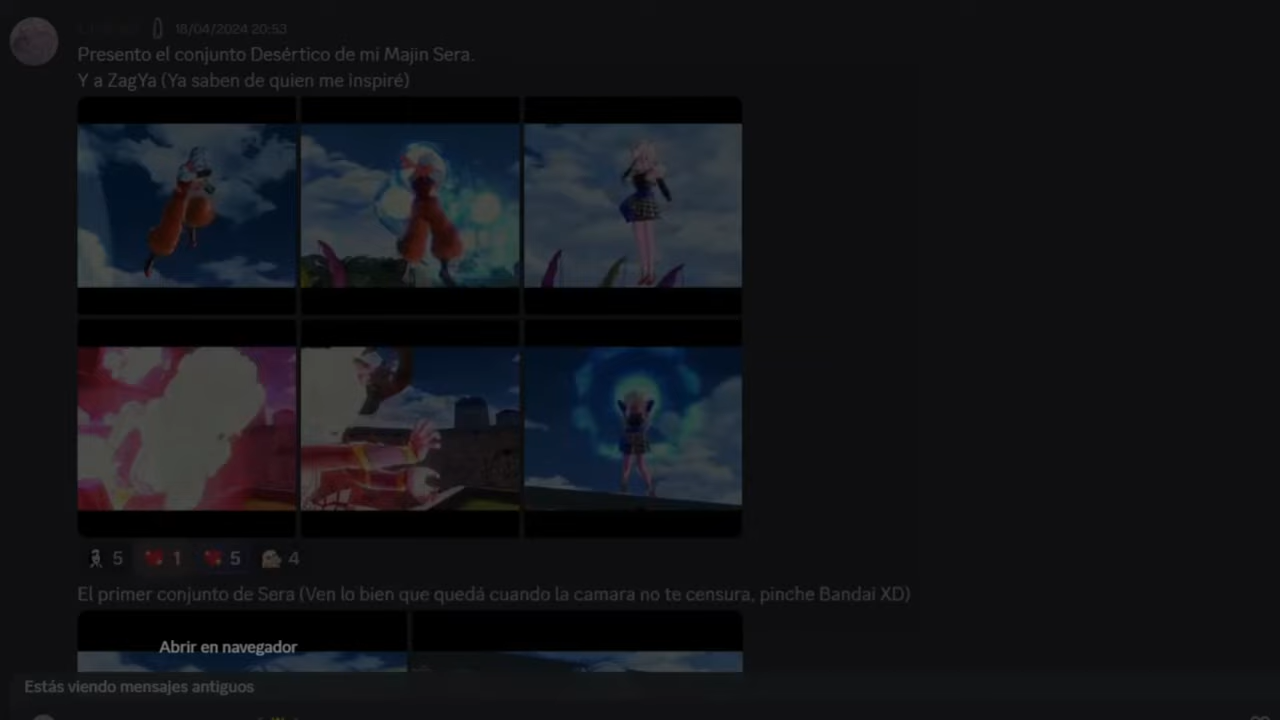 18/04/2024 20:53
Presento el conjunto Desértico de mi Majin Sera.
Y a ZagYa (Ya saben de quien me inspiré)
5 1 5 4
El primer conjunto de Sera (Ven lo bien que quedá cuando la camara no te censura, pinche Bandai XD)
Abrir en navegador
Estás viendo mensajes antiguos